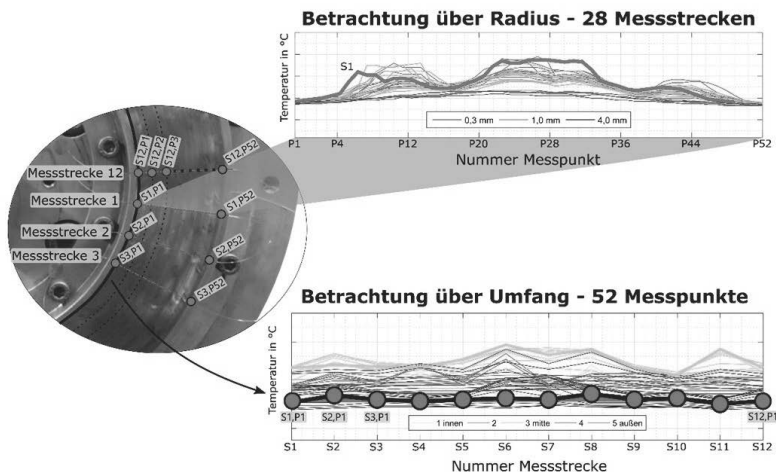 Betrachtung über Radius - 28 Messstrecken
Temperatur in °C
S1
0,3 mm 1,0 mm 4,0 mm
P1 P4 P12 P20 P28 P36 P44 P52
Nummer Messpunkt
S12,P1
S12,P2
S12,P3
S12,P52
Messstrecke 12
Messstrecke 1
S1,P1
S1,P52
Messstrecke 2
S2,P1
S2,P52
Messstrecke 3
S3,P1
S3,P52
Betrachtung über Umfang - 52 Messpunkte
Temperatur in °C
S1,P1 S2,P1 S3,P1 S12,P1
1 innen 2 3 mitte 4 5 außen
S1 S2 S3 S4 S5 S6 S7 S8 S9 S10 S11 S12
Nummer Messstrecke